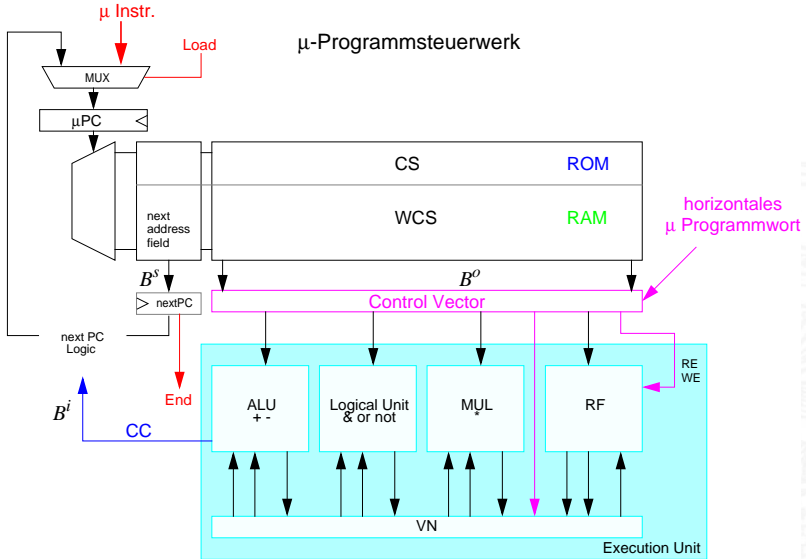 μ Instr.
μ-Programmsteuerwerk
Load
MUX
μPC
CS
ROM
WCS
RAM
next
address
field
horizontales
μ Programmwort
B^s
B^o
nextPC
Control Vector
next PC
Logic
End
B^i
CC
ALU
+ -
Logical Unit
& or not
MUL
*
RF
RE
WE
VN
Execution Unit